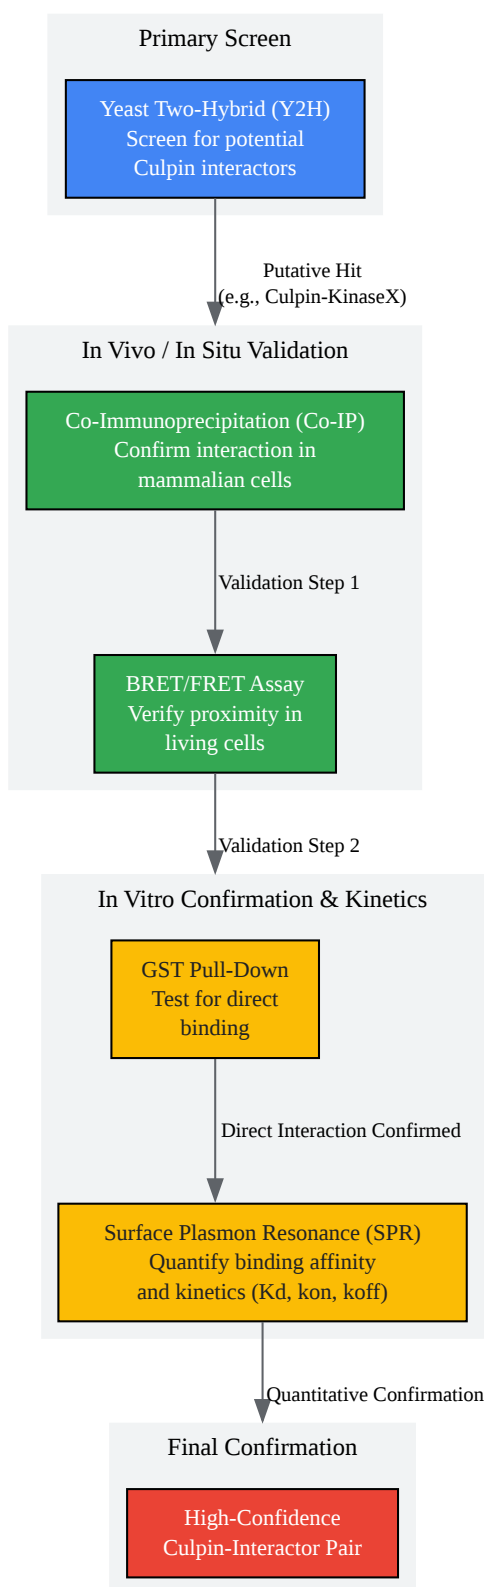 Primary Screen
Yeast Two-Hybrid (Y2H)
Screen for potential
Culpin interactors
Putative Hit
(e.g., Culpin-KinaseX)
In Vivo / In Situ Validation
Co-Immunoprecipitation (Co-IP)
Confirm interaction in
mammalian cells
Validation Step 1
BRET/FRET Assay
Verify proximity in
living cells
Validation Step 2
In Vitro Confirmation & Kinetics
GST Pull-Down
Test for direct
binding
Direct Interaction Confirmed
Surface Plasmon Resonance (SPR)
Quantify binding affinity
and kinetics (Kd, kon, koff)
Quantitative Confirmation
Final Confirmation
High-Confidence
Culpin-Interactor Pair